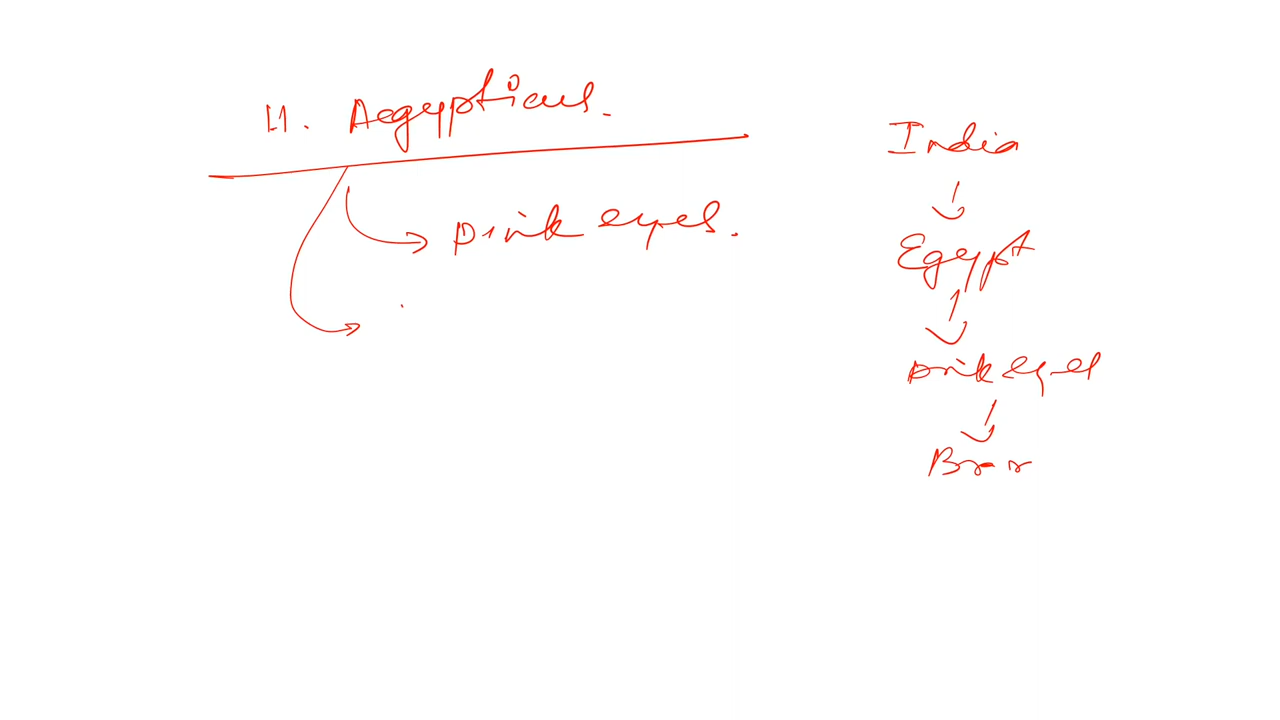 H. Aegypticus.
pink eyes.
India
Egypt
pink eyes